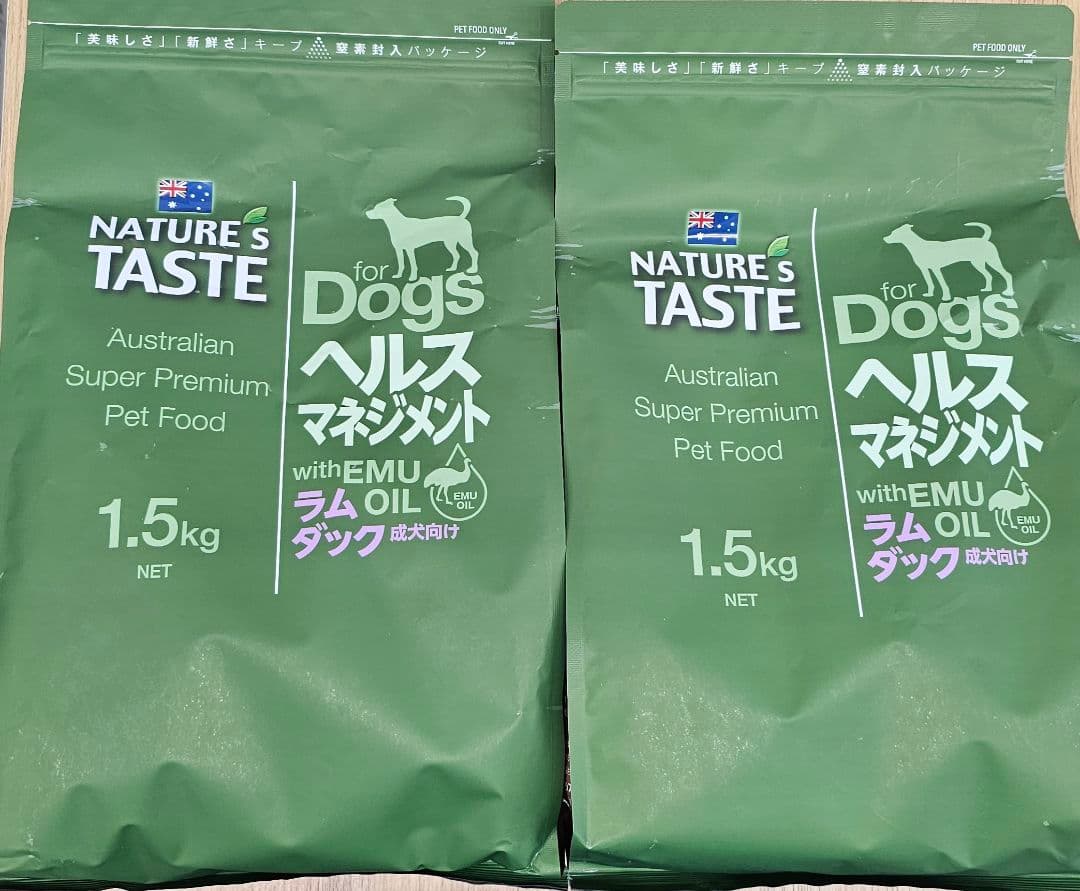 PET FOOD ONLY
「美味しさ」「新鮮さ」キープ 窒素封入パッケージ
NATURE's
TASTE
Australian
Super Premium
Pet Food
1.5kg
NET
for
Dogs
ヘルス
マネジメント
with EMU
OIL
EMU
OIL
ラム
ダック 成犬向け
PET FOOD ONLY
「美味しさ」「新鮮さ」キープ 窒素封入パッケージ
NATURE's
TASTE
Australian
Super Premium
Pet Food
1.5kg
NET
for
Dogs
ヘルス
マネジメント
with EMU
OIL
EMU
OIL
ラム
ダック 成犬向け